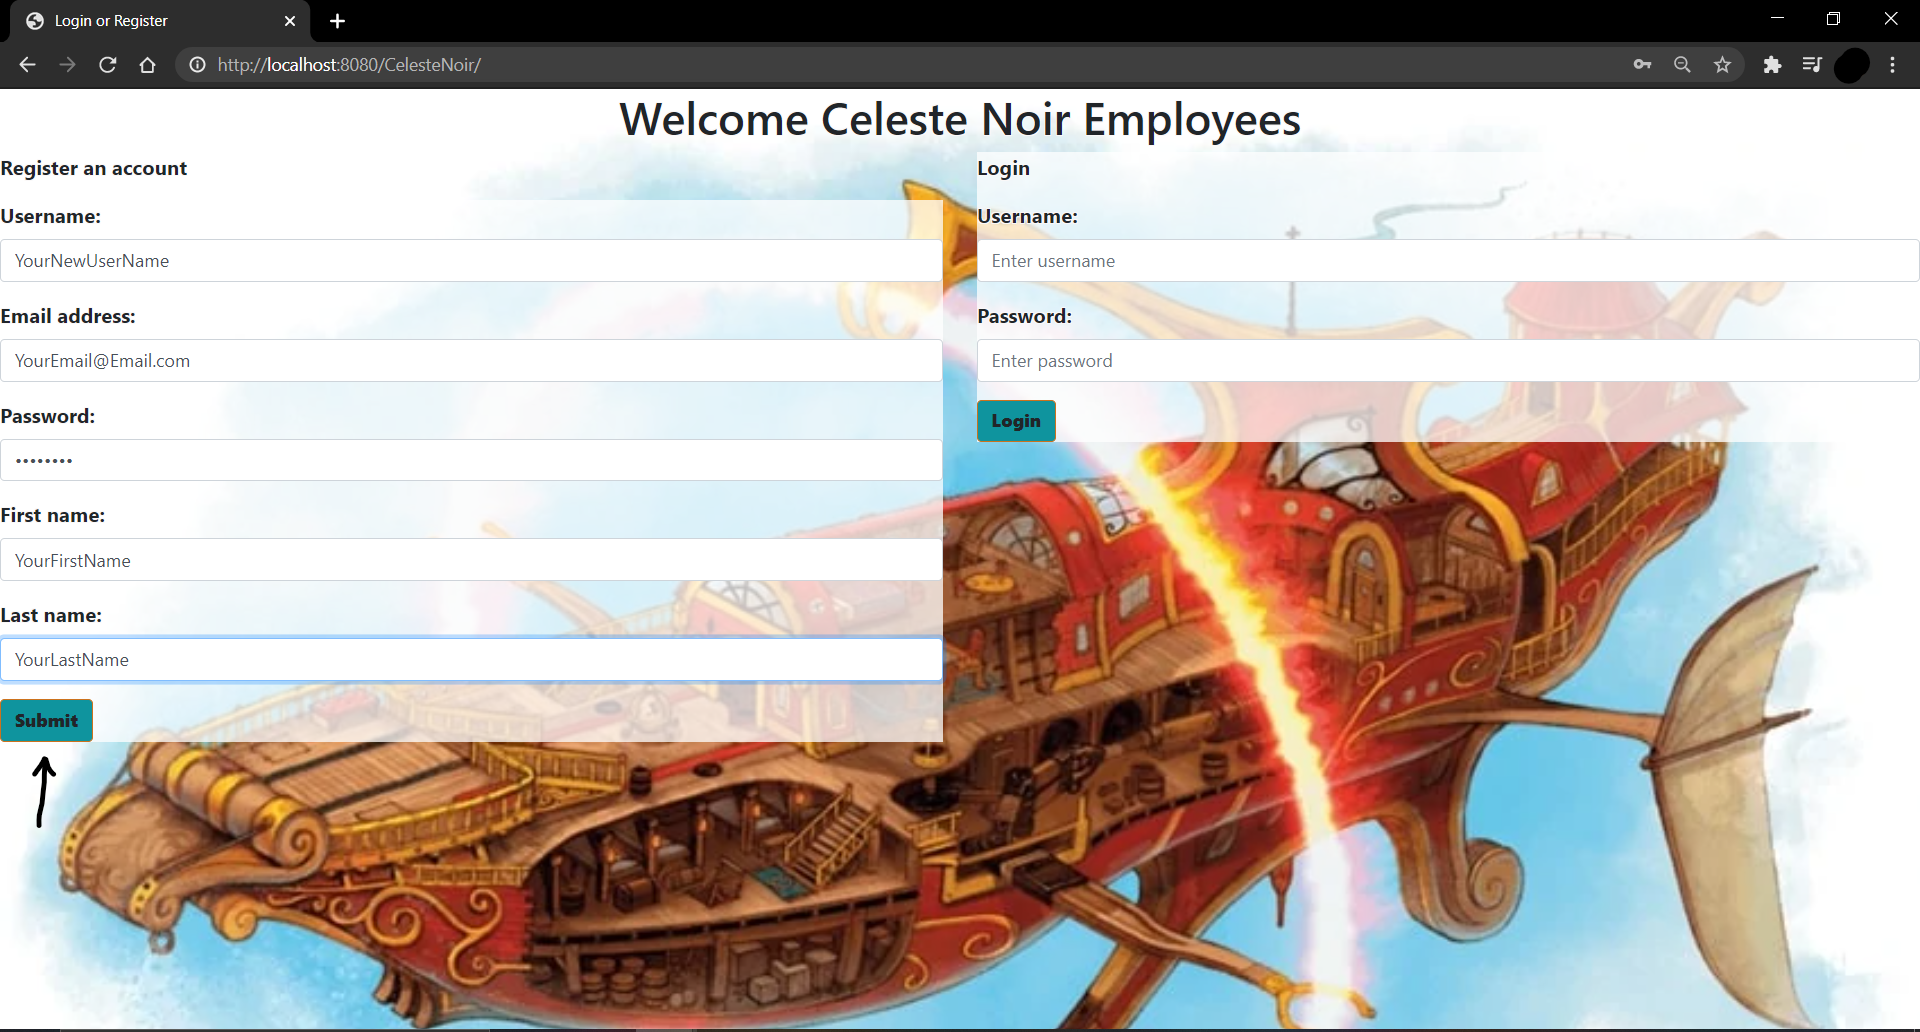 Login or Register
http://localhost:8080/CelesteNoir/
Welcome Celeste Noir Employees
Register an account
Username:
YourNewUserName
Email address:
YourEmail@Email.com
Password:
••••••••
First name:
YourFirstName
Last name:
YourLastName
Submit
Login
Username:
Enter username
Password:
Enter password
Login